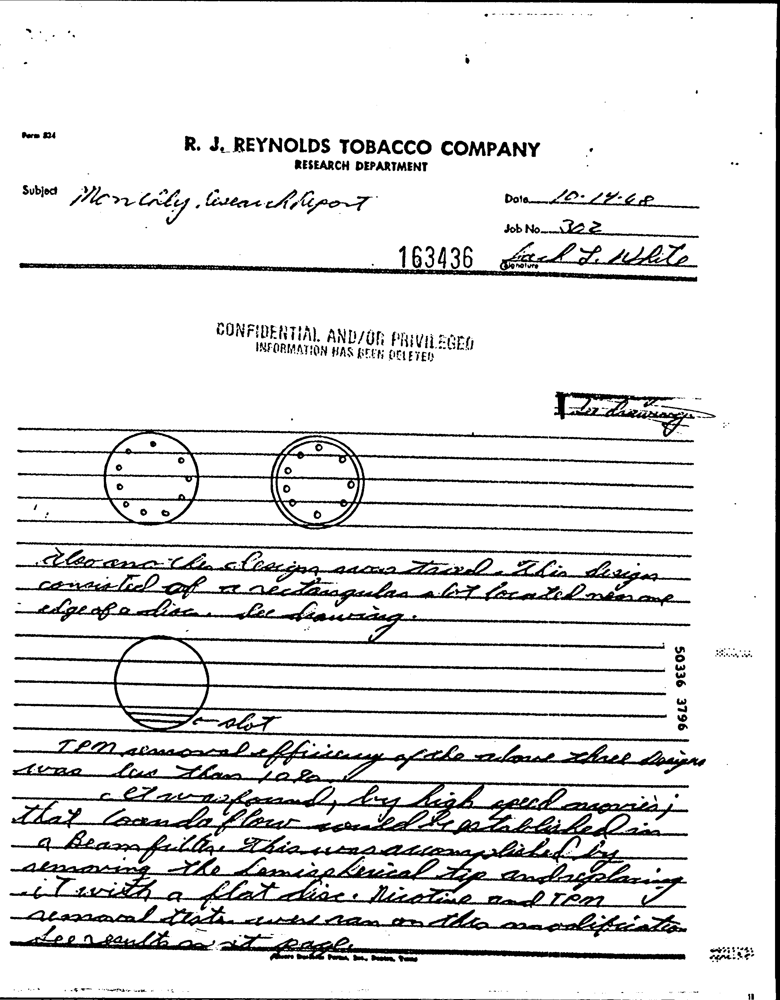 Form 834
R. J. REYNOLDS TOBACCO COMPANY
RESEARCH DEPARTMENT
Subject Monthly Research Report
Date 10-14-68
Job No. 302
163436
L. White
Signature
CONFIDENTIAL AND/OR PRIVILEGED
INFORMATION HAS BEEN DELETED
drawings
Also another design was tried. This design
consisted of a rectangular slot located near one
edge of a disc. See drawing.
50336 3796
slot
TPM removal efficiency of the above three designs
was less than 10%.
It was found, by high speed movies,
that Coanda flow could be established in
a Beam filter. This was accomplished by
removing the hemispherical tip and replacing
it with a flat disc. Nicotine and TPM
removal tests were ran on this modification
See results on page